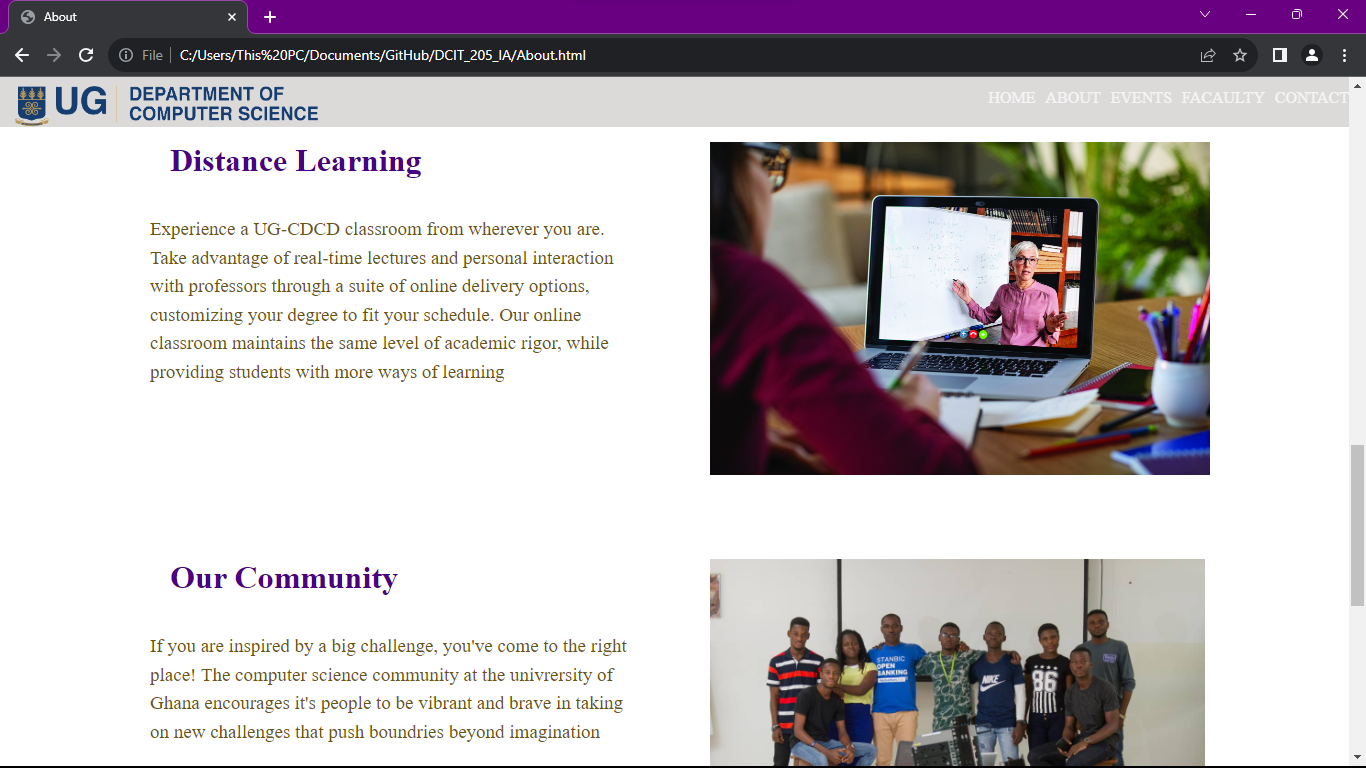 About
File
C:/Users/This%20PC/Documents/GitHub/DCIT_205_IA/About.html
UG
DEPARTMENT OF
COMPUTER SCIENCE
HOME ABOUT EVENTS FACAULTY CONTACT
Distance Learning
Experience a UG-CDCD classroom from wherever you are.
Take advantage of real-time lectures and personal interaction
with professors through a suite of online delivery options,
customizing your degree to fit your schedule. Our online
classroom maintains the same level of academic rigor, while
providing students with more ways of learning
Our Community
If you are inspired by a big challenge, you've come to the right
place! The computer science community at the univrersity of
Ghana encourages it's people to be vibrant and brave in taking
on new challenges that push boundries beyond imagination
STANBIC
OPEN
BANKING
NIKE
86